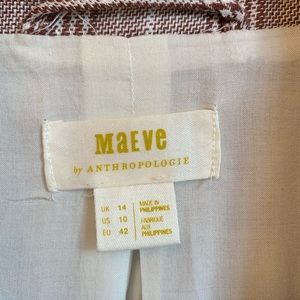 MaEve
by ANTHROPOLOGIE
UK 14
US 10
EU 42
MADE IN
PHILIPPINES
FABRIQUÉ
AUX
PHILIPPINES